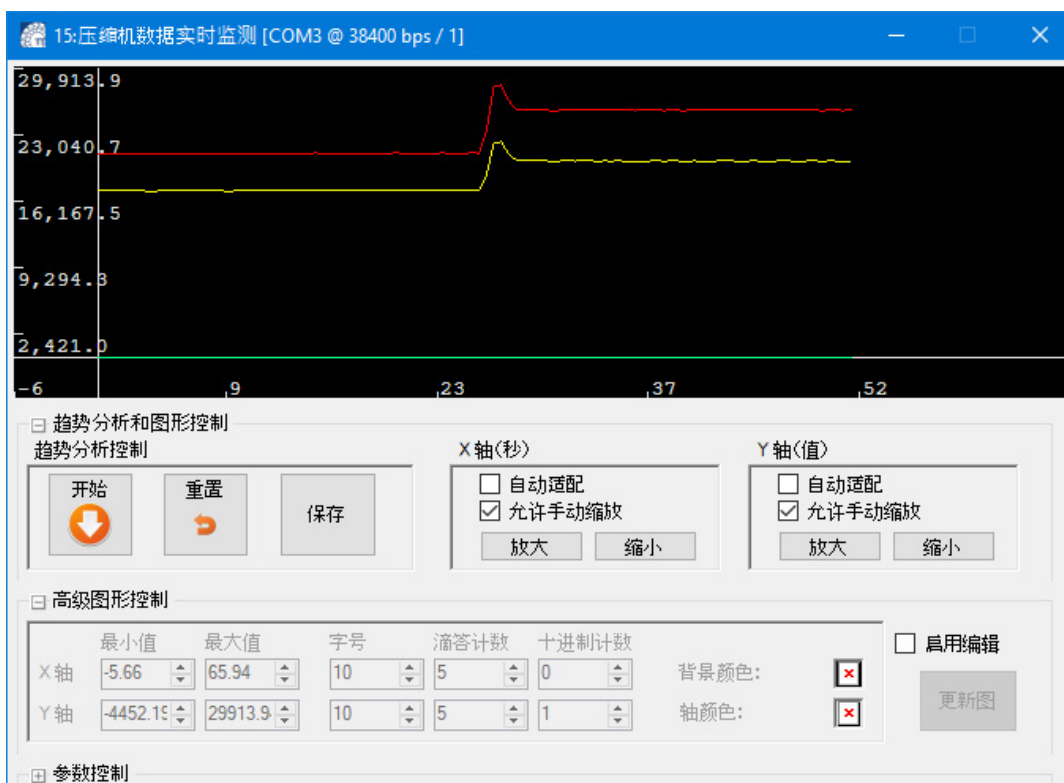 15:压缩机数据实时监测 [COM3 @ 38400 bps / 1]
29,913.9
23,040.7
16,167.5
9,294.3
2,421.0
-6 9 23 37 52
趋势分析和图形控制
趋势分析控制 X轴(秒) Y轴(值)
开始 重置 保存
自动适配 自动适配
允许手动缩放 允许手动缩放
放大 缩小 放大 缩小
高级图形控制
最小值 最大值 字号 滴答计数 十进制计数
启用编辑
X轴 -5.66 65.94 10 5 0 背景颜色:
Y轴 -4452.19 29913.94 10 5 1 轴颜色:
更新图
参数控制